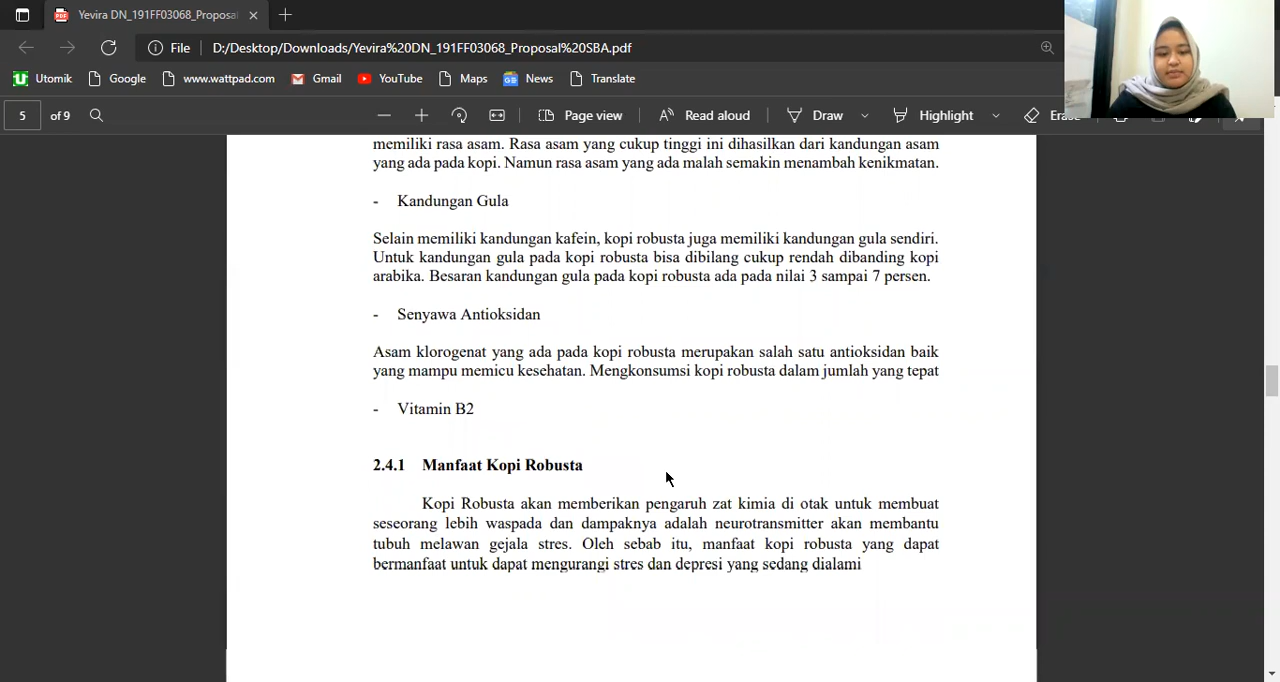 Yevira DN_191FF03068_Proposal
File D:/Desktop/Downloads/Yevira%20DN_191FF03068_Proposal%20SBA.pdf
Utomik Google www.wattpad.com Gmail YouTube Maps News Translate
5 of 9 Page view Read aloud Draw Highlight Erase
memiliki rasa asam. Rasa asam yang cukup tinggi ini dihasilkan dari kandungan asam
yang ada pada kopi. Namun rasa asam yang ada malah semakin menambah kenikmatan.
- Kandungan Gula
Selain memiliki kandungan kafein, kopi robusta juga memiliki kandungan gula sendiri.
Untuk kandungan gula pada kopi robusta bisa dibilang cukup rendah dibanding kopi
arabika. Besaran kandungan gula pada kopi robusta ada pada nilai 3 sampai 7 persen.
- Senyawa Antioksidan
Asam klorogenat yang ada pada kopi robusta merupakan salah satu antioksidan baik
yang mampu memicu kesehatan. Mengkonsumsi kopi robusta dalam jumlah yang tepat
- Vitamin B2
2.4.1 Manfaat Kopi Robusta
Kopi Robusta akan memberikan pengaruh zat kimia di otak untuk membuat
seseorang lebih waspada dan dampaknya adalah neurotransmitter akan membantu
tubuh melawan gejala stres. Oleh sebab itu, manfaat kopi robusta yang dapat
bermanfaat untuk dapat mengurangi stres dan depresi yang sedang dialami